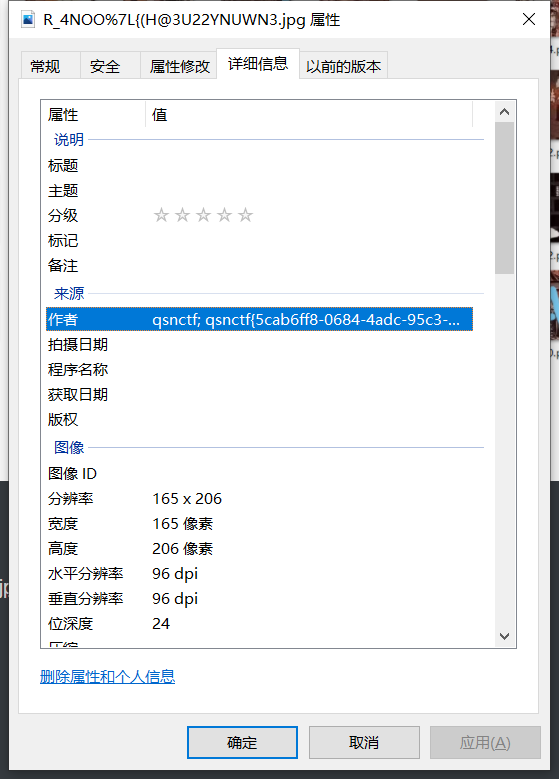 R_4NOO%7L{(H@3U22YNUWN3.jpg 属性
常规 安全 属性修改 详细信息 以前的版本
属性 值
说明
标题
主题
分级
标记
备注
来源
作者 qsnctf; qsnctf{5cab6ff8-0684-4adc-95c3-...
拍摄日期
程序名称
获取日期
版权
图像
图像 ID
分辨率 165 x 206
宽度 165 像素
高度 206 像素
水平分辨率 96 dpi
垂直分辨率 96 dpi
位深度 24
压缩
删除属性和个人信息
确定 取消 应用(A)